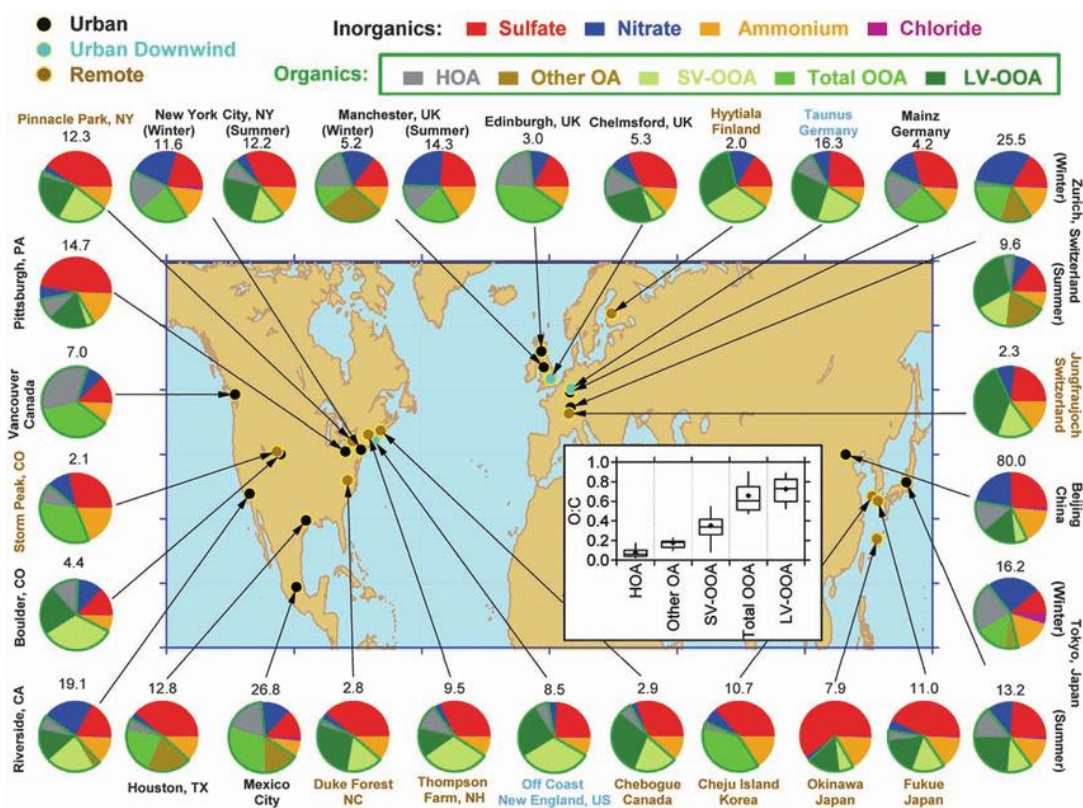 Urban
Urban Downwind
Remote
Inorganics: Sulfate Nitrate Ammonium Chloride
Organics: HOA Other OA SV-OOA Total OOA LV-OOA
Pinnacle Park, NY
12.3
New York City, NY
(Winter) (Summer)
11.6 12.2
Manchester, UK
(Winter) (Summer)
5.2 14.3
Edinburgh, UK
3.0
Chelmsford, UK
5.3
Hyytiala
Finland
2.0
Taunus
Germany
16.3
Mainz
Germany
4.2
25.5
Zurich, Switzerland
(Winter)
9.6
(Summer)
Pittsburgh, PA
14.7
Vancouver
Canada
7.0
Storm Peak, CO
2.1
Boulder, CO
4.4
Riverside, CA
19.1
2.3
Jungfraujoch
Switzerland
80.0
Beijing
China
16.2
Tokyo, Japan
(Winter)
13.2
(Summer)
O:C
1.0
0.8
0.6
0.4
0.2
0.0
HOA
Other OA
SV-OOA
Total OOA
LV-OOA
12.8
Houston, TX
26.8
Mexico
City
2.8
Duke Forest
NC
9.5
Thompson
Farm, NH
8.5
Off Coast
New England, US
2.9
Chebogue
Canada
10.7
Cheju Island
Korea
7.9
Okinawa
Japan
11.0
Fukue
Japan